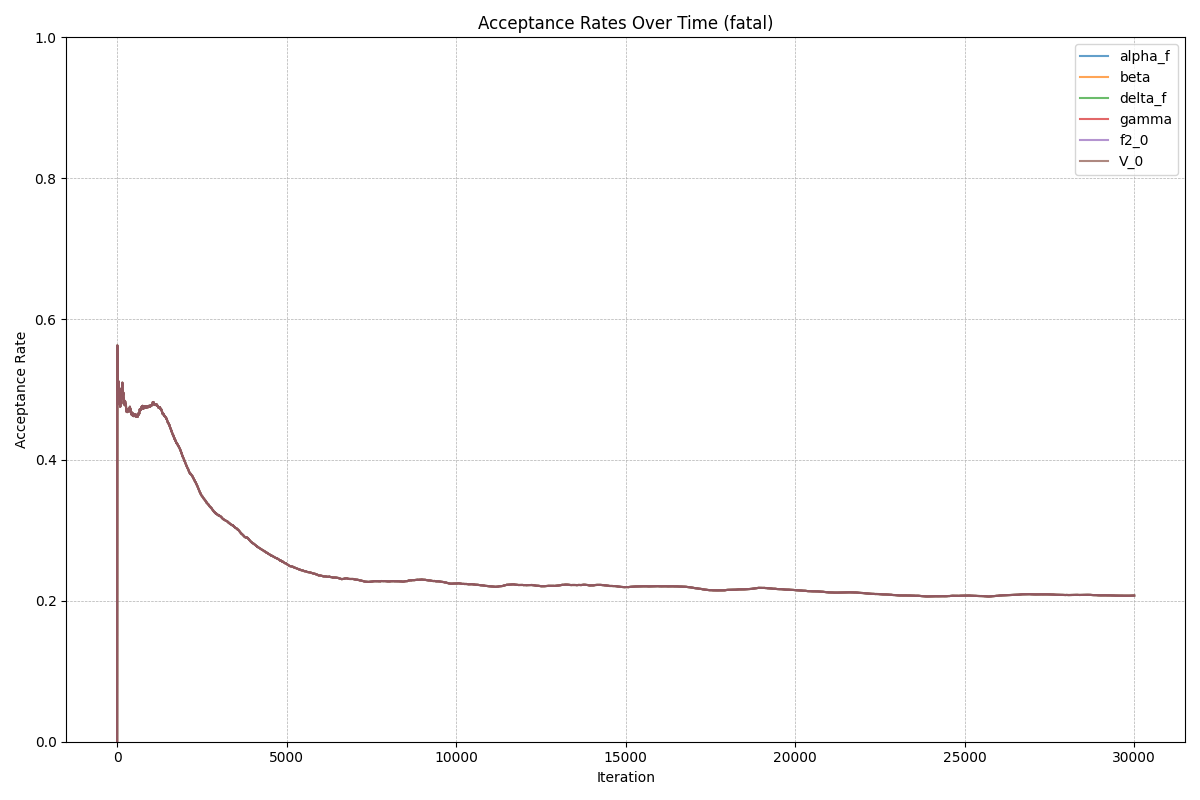 Acceptance Rates Over Time (fatal)
1.0
0.8
0.6
0.4
0.2
0.0
Acceptance Rate
alpha_f
beta
delta_f
gamma
f2_0
V_0
0 5000 10000 15000 20000 25000 30000
Iteration